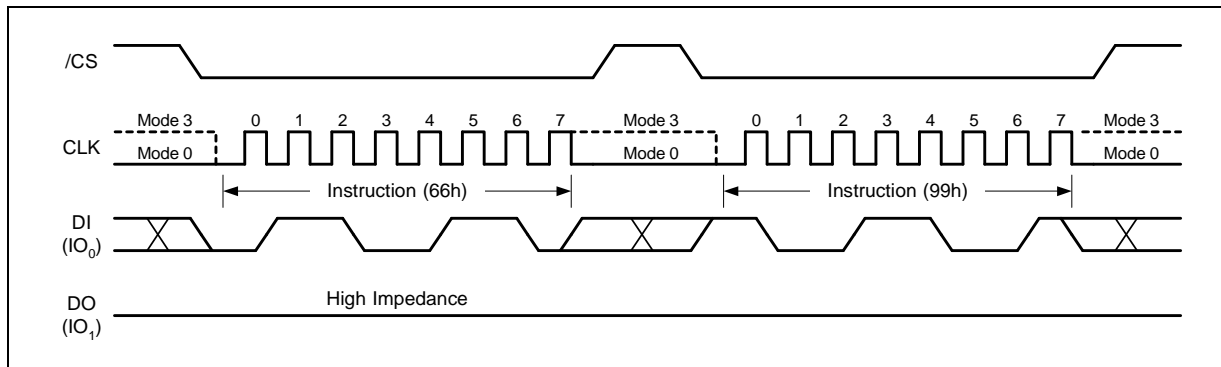 /CS
Mode 3 0 1 2 3 4 5 6 7 Mode 3 0 1 2 3 4 5 6 7 Mode 3
CLK
Mode 0 Mode 0 Mode 0
Instruction (66h) Instruction (99h)
DI
(IO0)
High Impedance
DO
(IO1)